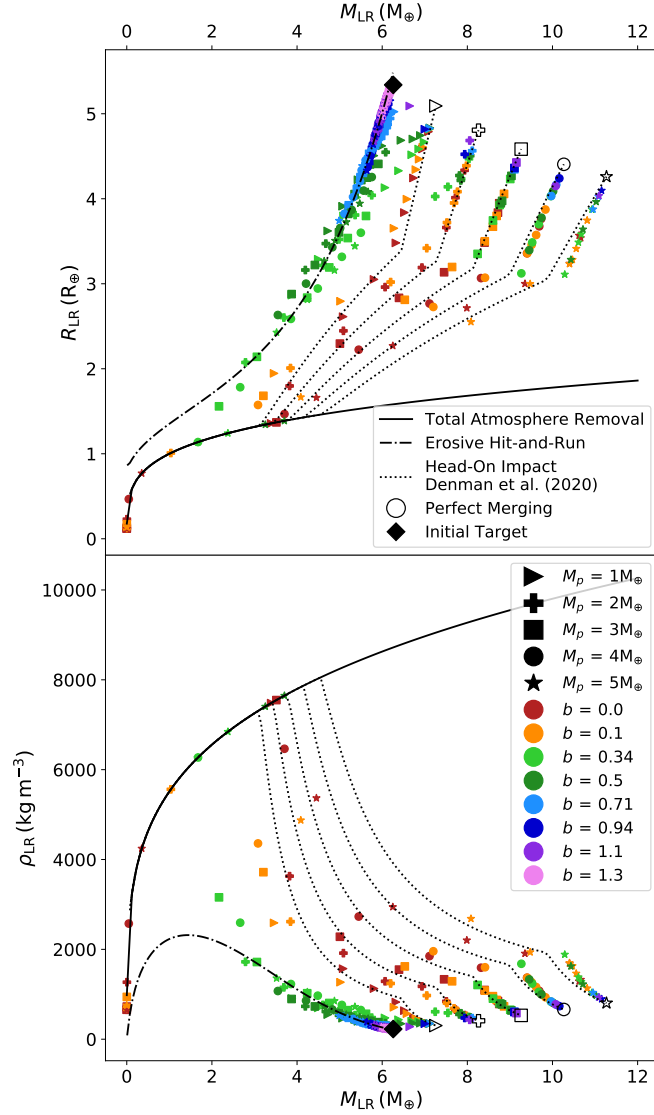 M_LR (M⊕)
0 2 4 6 8 10 12
5
4
3
2
1
0
R_LR (R⊕)
Total Atmosphere Removal
Erosive Hit-and-Run
Head-On Impact
Denman et al. (2020)
Perfect Merging
Initial Target
10000
8000
6000
4000
2000
0
ρ_LR (kg m⁻³)
M_p = 1M⊕
M_p = 2M⊕
M_p = 3M⊕
M_p = 4M⊕
M_p = 5M⊕
b = 0.0
b = 0.1
b = 0.34
b = 0.5
b = 0.71
b = 0.94
b = 1.1
b = 1.3
0 2 4 6 8 10 12
M_LR (M⊕)